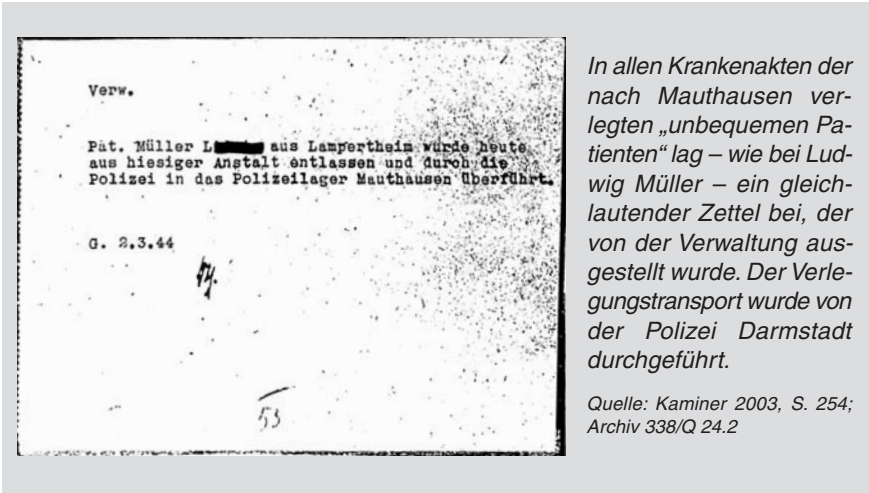 Verw.
Pat. Müller L aus Lampertheim wurde heute
aus hiesiger Anstalt entlassen und durch die
Polizei in das Polizeilager Mauthausen überführt.
G. 2.3.44
53
In allen Krankenakten der
nach Mauthausen ver-
legten „unbequemen Pa-
tienten“ lag – wie bei Lud-
wig Müller – ein gleich-
lautender Zettel bei, der
von der Verwaltung aus-
gestellt wurde. Der Verle-
gungstransport wurde von
der Polizei Darmstadt
durchgeführt.
Quelle: Kaminer 2003, S. 254;
Archiv 338/Q 24.2